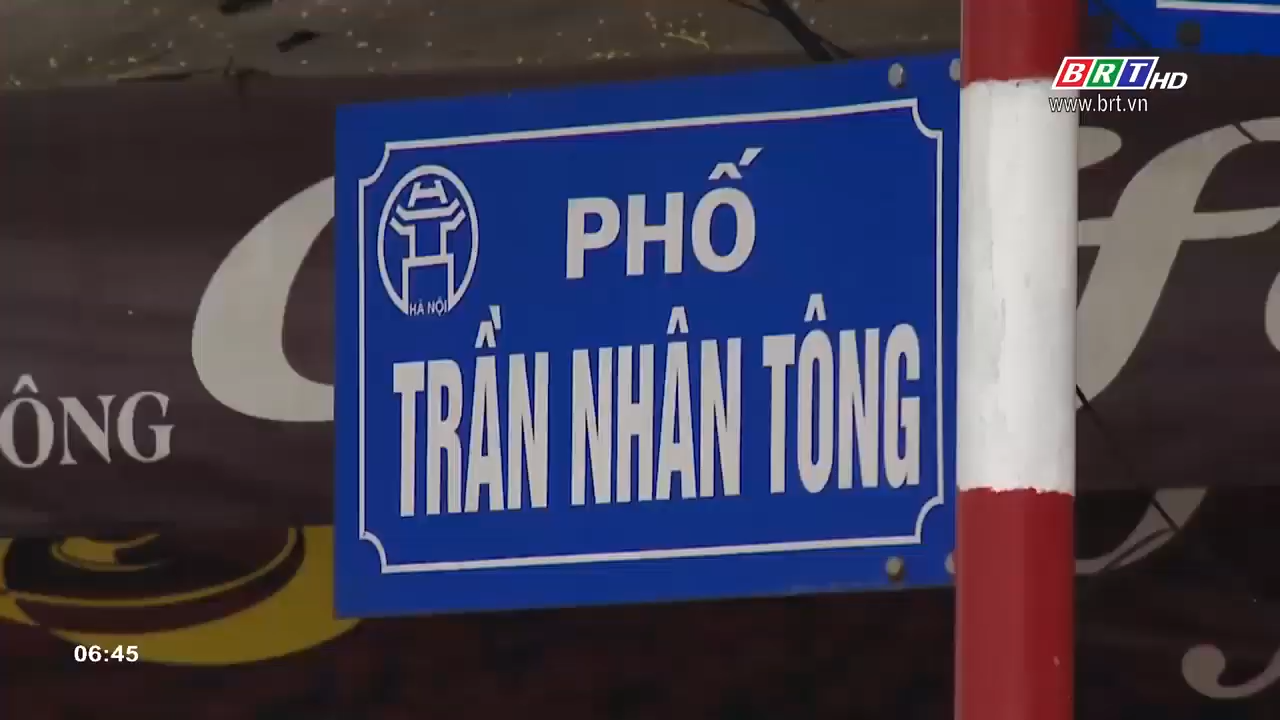 BRT HD
www.brt.vn
PHỐ
HÀ NỘI
TRẦN NHÂN TÔNG
ÔNG
06:45